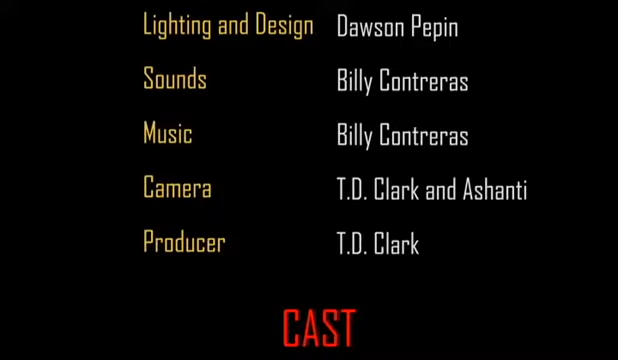 Lighting and Design Dawson Pepin
Sounds Billy Contreras
Music Billy Contreras
Camera T.D. Clark and Ashanti
Producer T.D. Clark
CAST